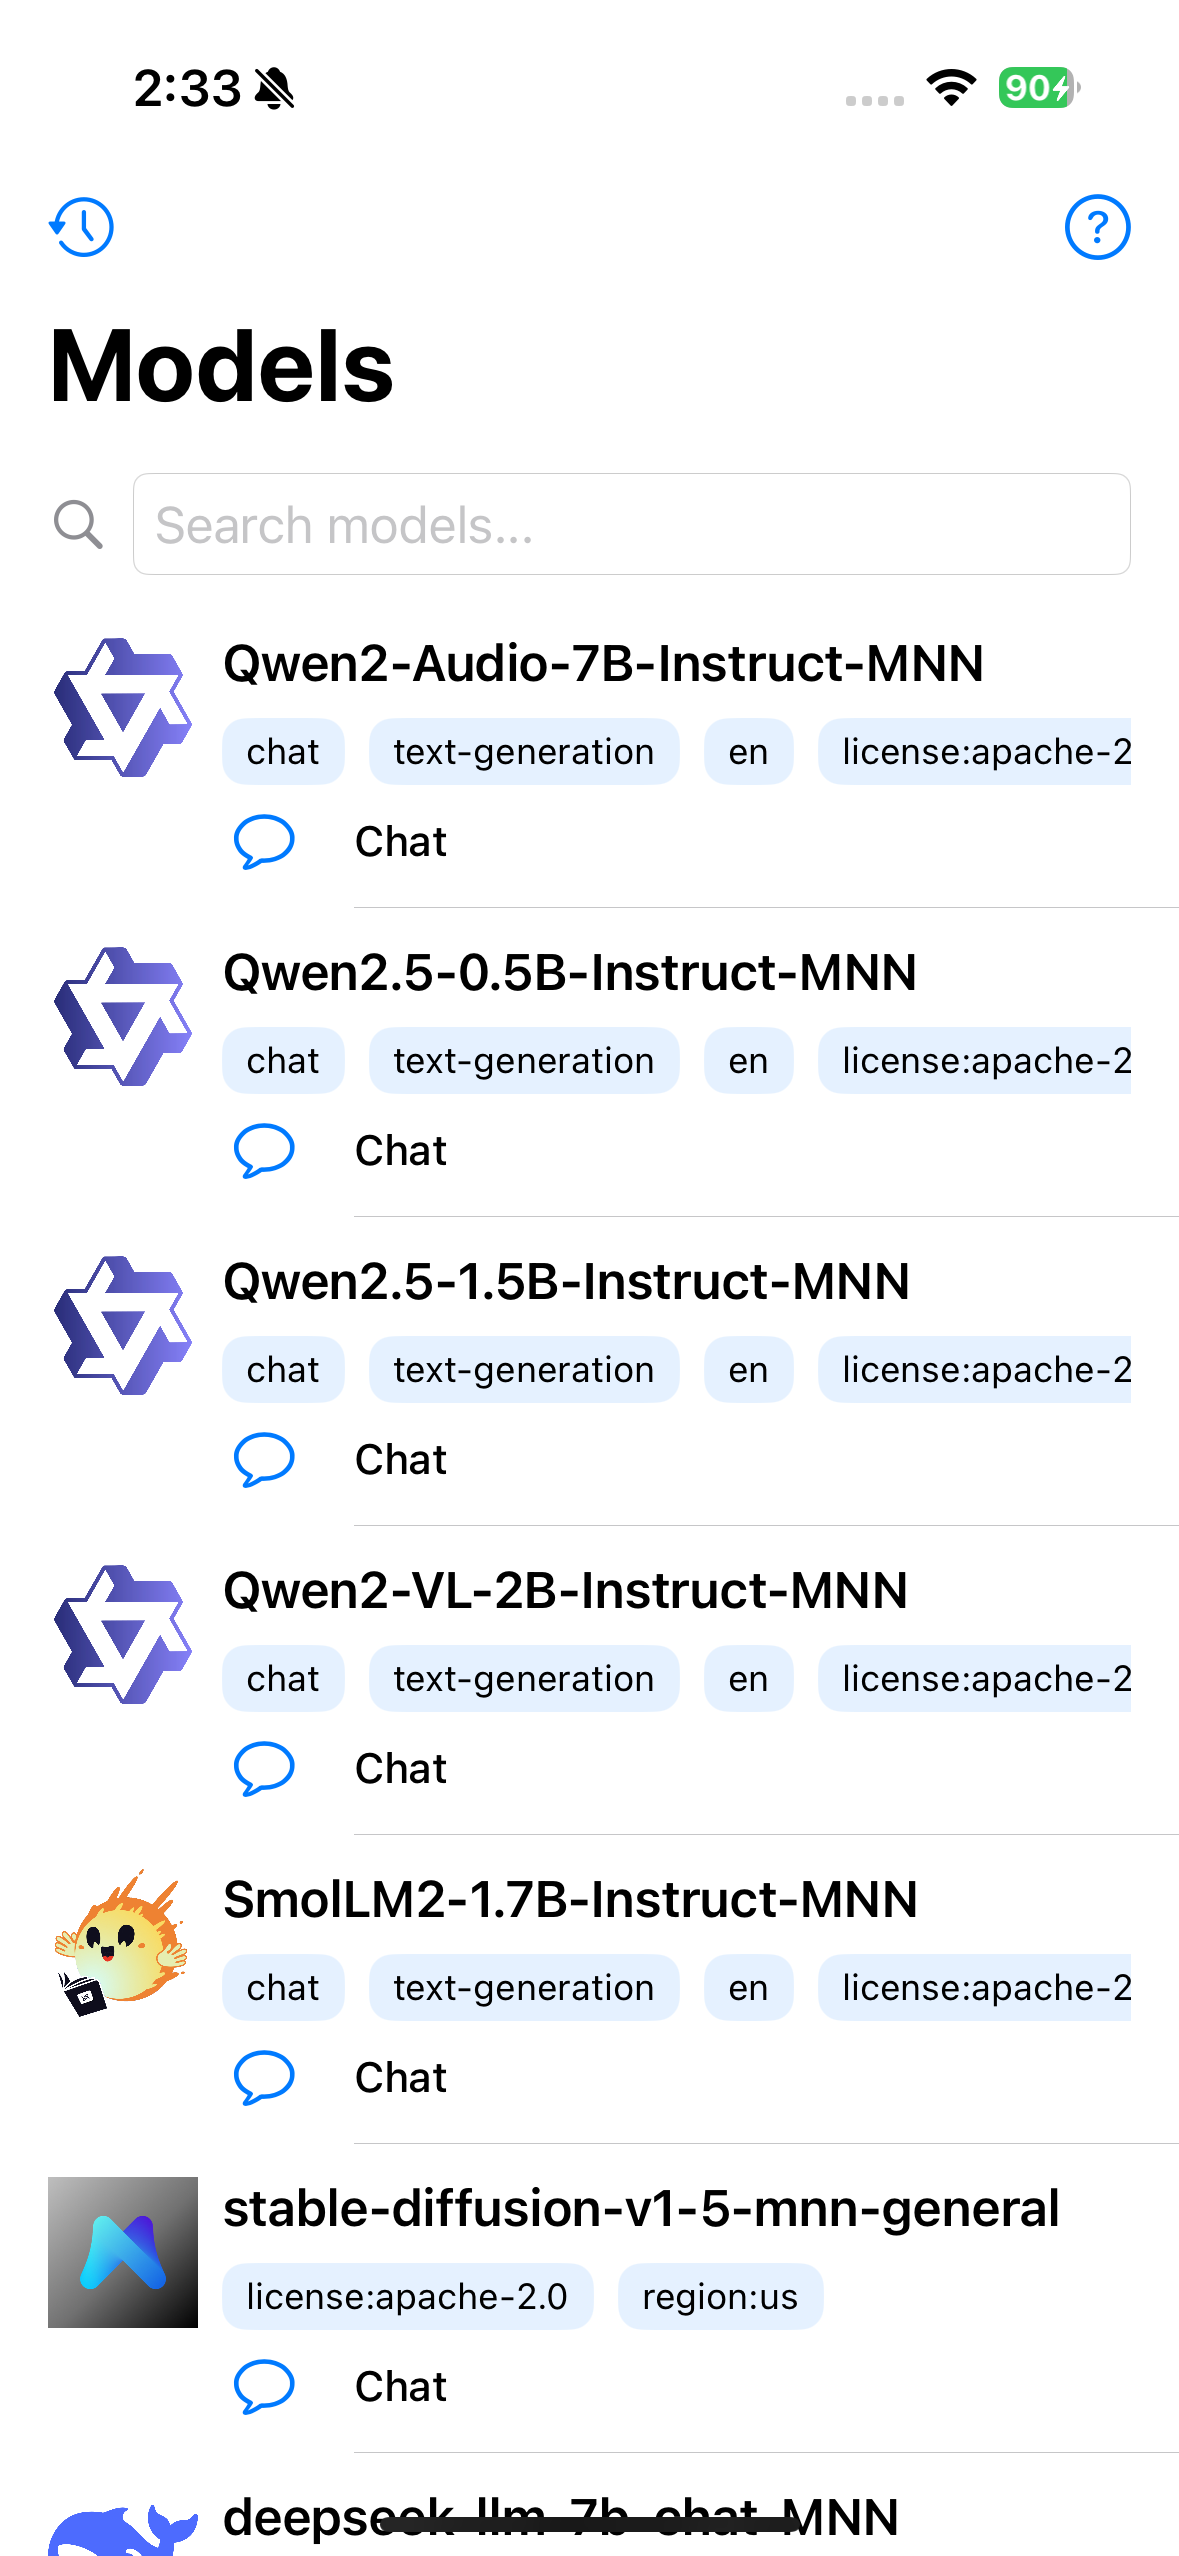 2:33
90
?
Models
Search models...
Qwen2-Audio-7B-Instruct-MNN
chat text-generation en license:apache-2
Chat
Qwen2.5-0.5B-Instruct-MNN
chat text-generation en license:apache-2
Chat
Qwen2.5-1.5B-Instruct-MNN
chat text-generation en license:apache-2
Chat
Qwen2-VL-2B-Instruct-MNN
chat text-generation en license:apache-2
Chat
SmolLM2-1.7B-Instruct-MNN
chat text-generation en license:apache-2
Chat
stable-diffusion-v1-5-mnn-general
license:apache-2.0 region:us
Chat
deepseek-llm-7b-chat-MNN